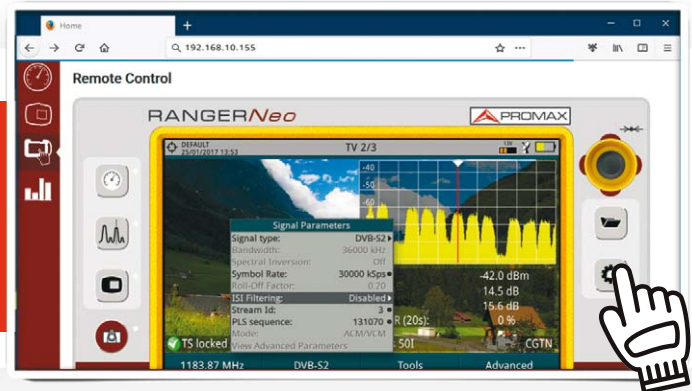 Home
192.168.10.155
Remote Control
RANGERNeo
PROMAX
DEFAULT
25/01/2017 13:53
TV 2/3
-40
-50
-60
Signal Parameters
Signal type: DVB-S2
Bandwidth: 36000 kHz
Spectral Inversion: Off
Symbol Rate: 30000 kSps
Roll-Off Factor: 0.20
ISI Filtering: Disabled
Stream Id: 3
PLS sequence: 131070
Mode: ACM/VCM
View Advanced Parameters
-42.0 dBm
14.5 dB
15.6 dB
R (20s): 0 %
TS locked
501
CGTN
1183.87 MHz
DVB-S2
Tools
Advanced